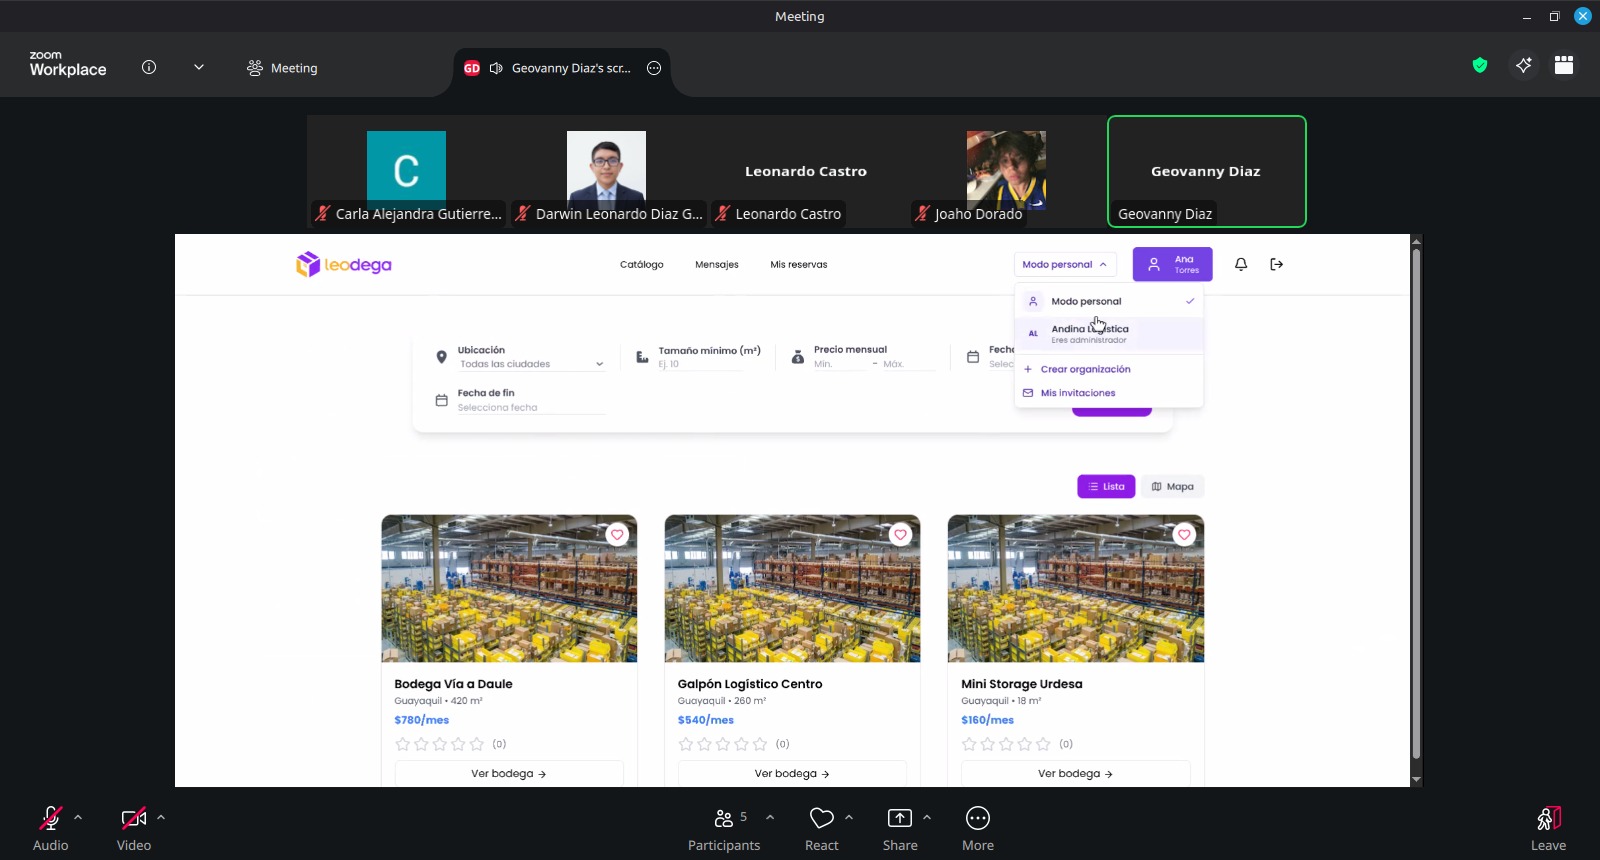 Meeting
zoom
Workplace
Meeting
GD
Geovanny Diaz's scr...
C
Carla Alejandra Gutierre...
Darwin Leonardo Diaz G...
Leonardo Castro
Leonardo Castro
Joaho Dorado
Geovanny Diaz
Geovanny Diaz
leodega
Catálogo
Mensajes
Mis reservas
Modo personal
Ana
Torres
Modo personal
AL
Andina
Eres administrador
Crear organización
Mis invitaciones
Ubicación
Todas las ciudades
Tamaño mínimo (m²)
Ej. 10
Precio mensual
Mín.
-
Máx.
Fech
Selec
Fecha de fin
Selecciona fecha
Lista
Mapa
Bodega Vía a Daule
Guayaquil • 420 m²
$780/mes
(0)
Ver bodega →
Galpón Logístico Centro
Guayaquil • 260 m²
$540/mes
(0)
Ver bodega →
Mini Storage Urdesa
Guayaquil • 18 m²
$160/mes
(0)
Ver bodega →
Audio
Video
5
Participants
React
Share
More
Leave